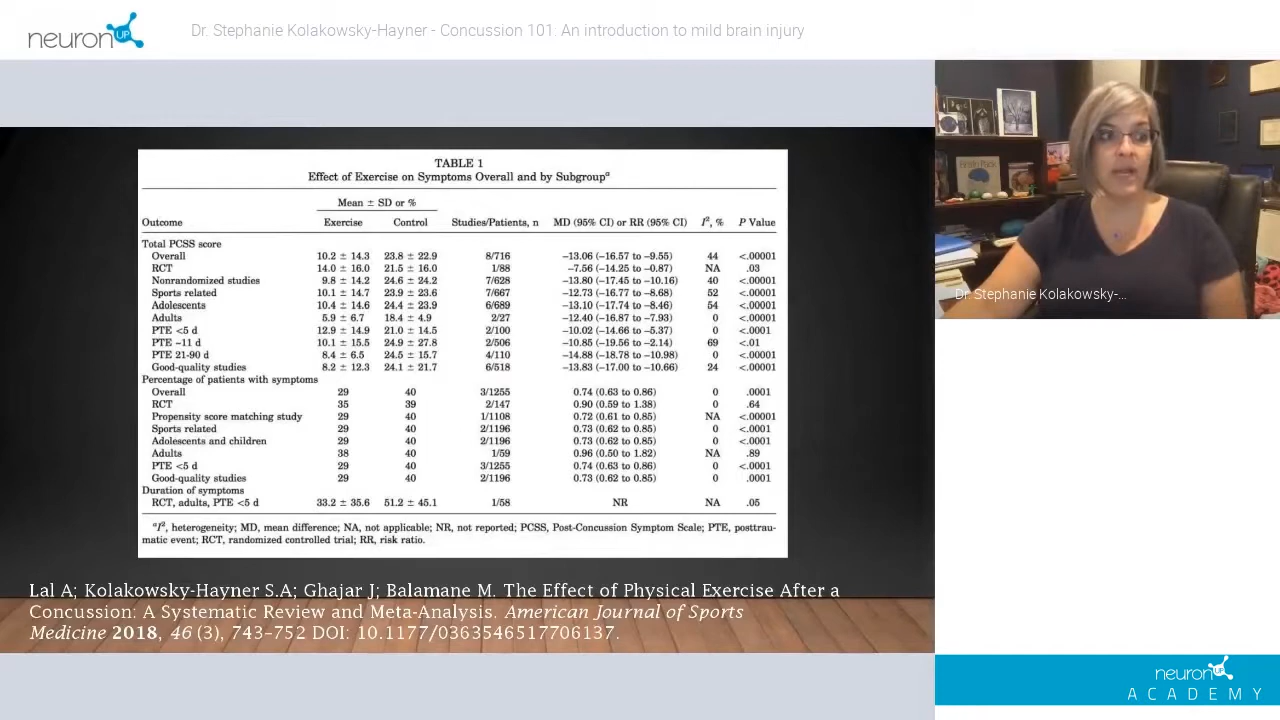 neuronUP
Dr. Stephanie Kolakowsky-Hayner - Concussion 101: An introduction to mild brain injury
TABLE 1
Effect of Exercise on Symptoms Overall and by Subgroupᵃ
Mean ± SD or %
Outcome Exercise Control Studies/Patients, n MD (95% CI) or RR (95% CI) I², % P Value
Total PCSS score
Overall 10.2 ± 14.3 23.8 ± 22.9 8/716 −13.06 (−16.57 to −9.55) 44 <.00001
RCT 14.0 ± 16.0 21.5 ± 16.0 1/88 −7.56 (−14.25 to −0.87) NA .03
Nonrandomized studies 9.8 ± 14.2 24.6 ± 24.2 7/628 −13.80 (−17.45 to −10.16) 40 <.00001
Sports related 10.1 ± 14.7 23.9 ± 23.6 7/667 −12.73 (−16.77 to −8.68) 52 <.00001
Adolescents 10.4 ± 14.6 24.4 ± 23.9 6/689 −13.10 (−17.74 to −8.46) 54 <.00001
Adults 5.9 ± 6.7 18.4 ± 4.9 2/27 −12.40 (−16.87 to −7.93) 0 <.00001
PTE <5 d 12.9 ± 14.9 21.0 ± 14.5 2/100 −10.02 (−14.66 to −5.37) 0 <.0001
PTE ~11 d 10.1 ± 15.5 24.9 ± 27.8 2/506 −10.85 (−19.56 to −2.14) 69 <.01
PTE 21-90 d 8.4 ± 6.5 24.5 ± 15.7 4/110 −14.88 (−18.78 to −10.98) 0 <.00001
Good-quality studies 8.2 ± 12.3 24.1 ± 21.7 6/518 −13.83 (−17.00 to −10.66) 24 <.00001
Percentage of patients with symptoms
Overall 29 40 3/1255 0.74 (0.63 to 0.86) 0 .0001
RCT 35 39 2/147 0.90 (0.59 to 1.38) 0 .64
Propensity score matching study 29 40 1/1108 0.72 (0.61 to 0.85) NA <.00001
Sports related 29 40 2/1196 0.73 (0.62 to 0.85) 0 <.0001
Adolescents and children 29 40 2/1196 0.73 (0.62 to 0.85) 0 <.0001
Adults 38 40 1/59 0.96 (0.50 to 1.82) NA .89
PTE <5 d 29 40 3/1255 0.74 (0.63 to 0.86) 0 <.0001
Good-quality studies 29 40 2/1196 0.73 (0.62 to 0.85) 0 .0001
Duration of symptoms
RCT, adults, PTE <5 d 33.2 ± 35.6 51.2 ± 45.1 1/58 NR NA .05
ᵃI², heterogeneity; MD, mean difference; NA, not applicable; NR, not reported; PCSS, Post-Concussion Symptom Scale; PTE, posttrau-
matic event; RCT, randomized controlled trial; RR, risk ratio.
Lal A; Kolakowsky-Hayner S.A; Ghajar J; Balamane M. The Effect of Physical Exercise After a
Concussion: A Systematic Review and Meta-Analysis. American Journal of Sports
Medicine 2018, 46 (3), 743–752 DOI: 10.1177/0363546517706137.
Dr. Stephanie Kolakowsky-...
neuronUP
ACADEMY